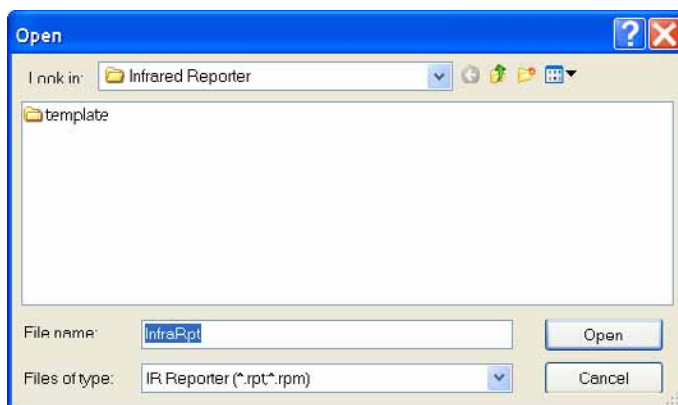 Open
Look in: Infrared Reporter
template
File name: InfraRpt Open
Files of type: IR Reporter (*.rpt;*.rpm) Cancel